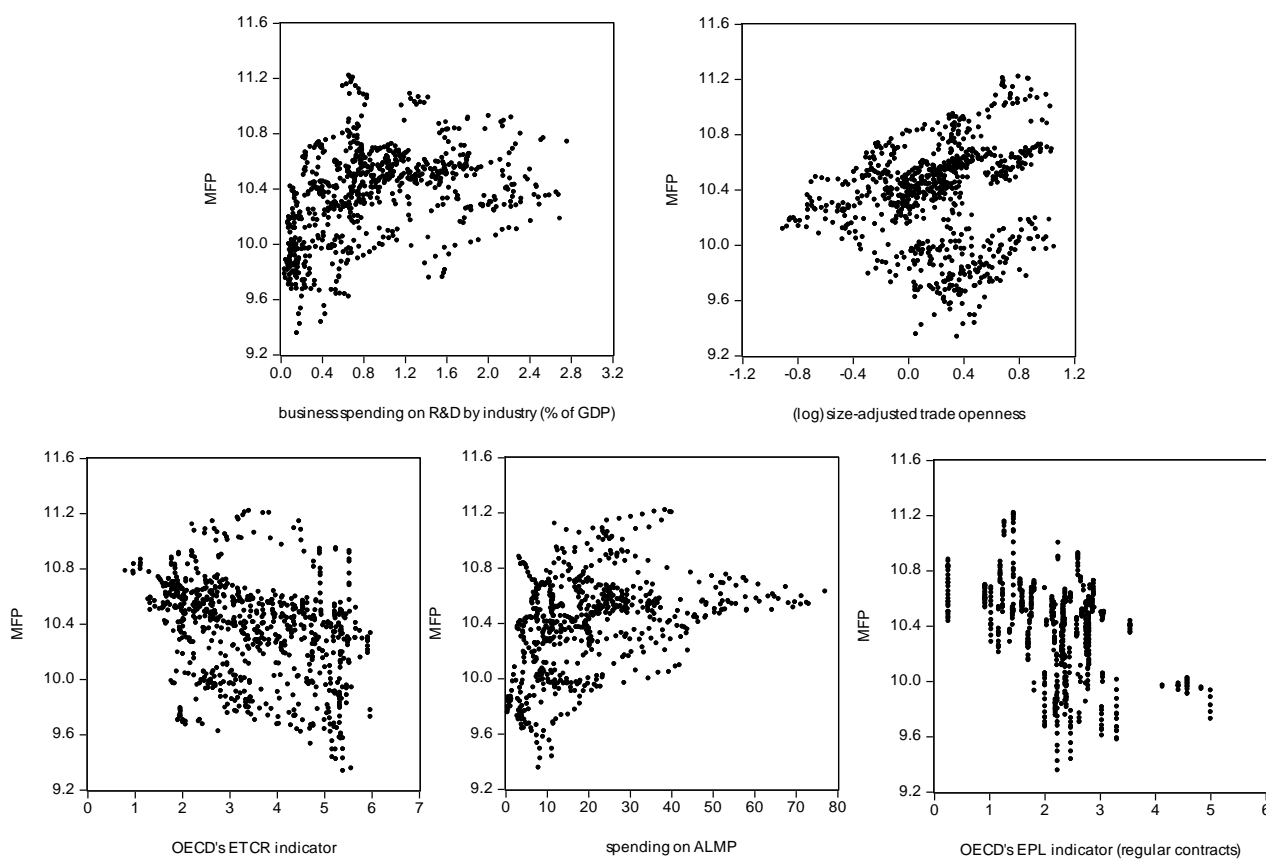 11.6
11.2
10.8
10.4
10.0
9.6
9.2
MFP
0.0 0.4 0.8 1.2 1.6 2.0 2.4 2.8 3.2
business spending on R&D by industry (% of GDP)
11.6
11.2
10.8
10.4
10.0
9.6
9.2
MFP
-1.2 -0.8 -0.4 0.0 0.4 0.8 1.2
(log) size-adjusted trade openness
11.6
11.2
10.8
10.4
10.0
9.6
9.2
MFP
0 1 2 3 4 5 6 7
OECD's ETCR indicator
11.6
11.2
10.8
10.4
10.0
9.6
9.2
MFP
0 10 20 30 40 50 60 70 80
spending on ALMP
11.6
11.2
10.8
10.4
10.0
9.6
9.2
MFP
0 1 2 3 4 5 6
OECD's EPL indicator (regular contracts)